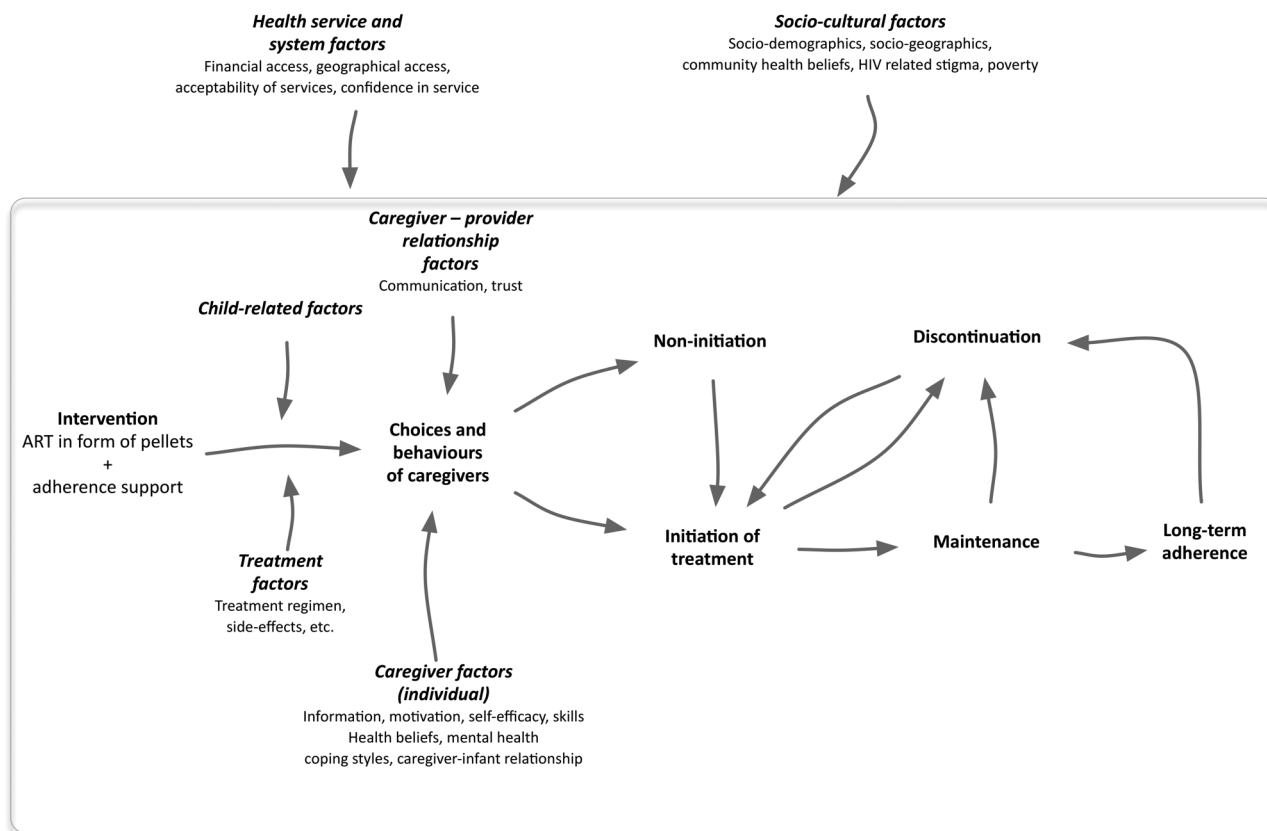 Health service and
system factors
Financial access, geographical access,
acceptability of services, confidence in service
Socio-cultural factors
Socio-demographics, socio-geographics,
community health beliefs, HIV related stigma, poverty
Caregiver – provider
relationship
factors
Communication, trust
Child-related factors
Intervention
ART in form of pellets
+
adherence support
Treatment
factors
Treatment regimen,
side-effects, etc.
Choices and
behaviours
of caregivers
Caregiver factors
(individual)
Information, motivation, self-efficacy, skills
Health beliefs, mental health
coping styles, caregiver-infant relationship
Non-initiation
Discontinuation
Initiation of
treatment
Maintenance
Long-term
adherence